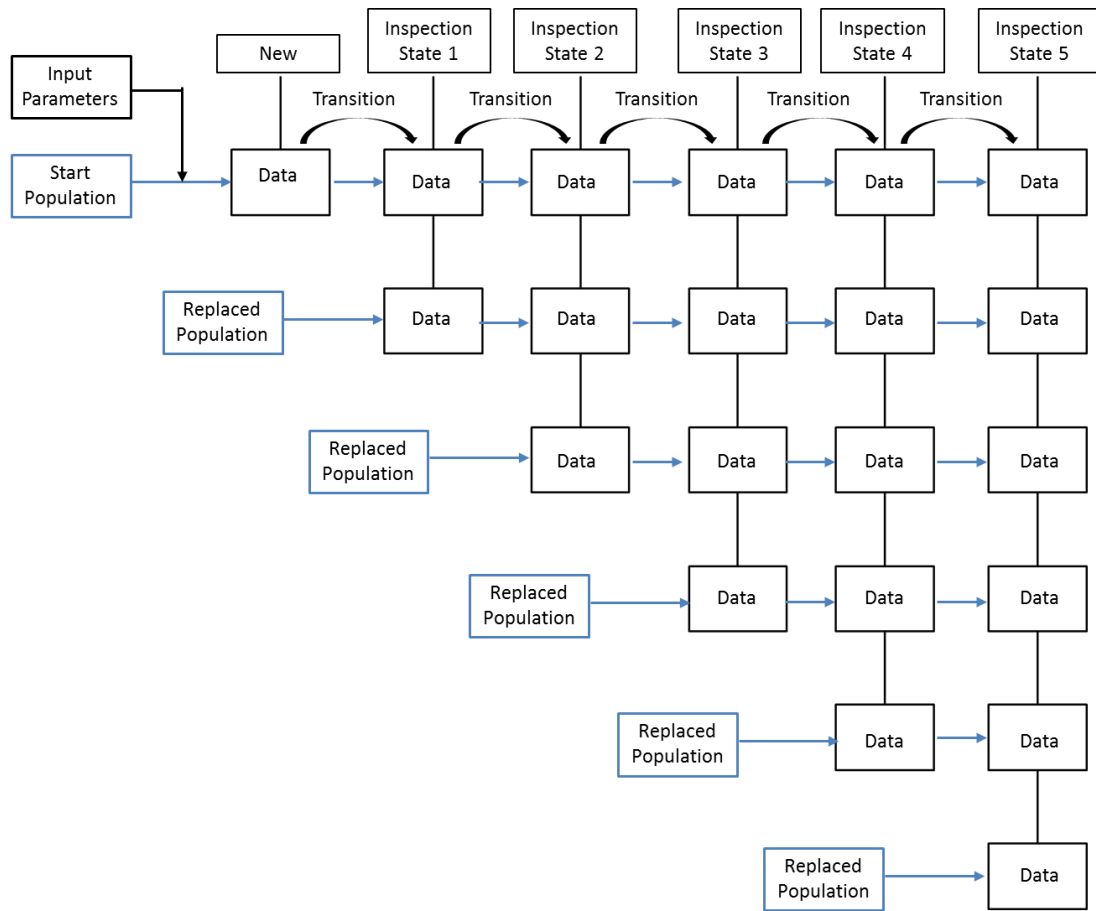 New
Inspection
State 1
Inspection
State 2
Inspection
State 3
Inspection
State 4
Inspection
State 5
Input
Parameters
Transition
Transition
Transition
Transition
Transition
Start
Population
Data
Data
Data
Data
Data
Data
Replaced
Population
Data
Data
Data
Data
Data
Replaced
Population
Data
Data
Data
Data
Replaced
Population
Data
Data
Data
Replaced
Population
Data
Data
Replaced
Population
Data